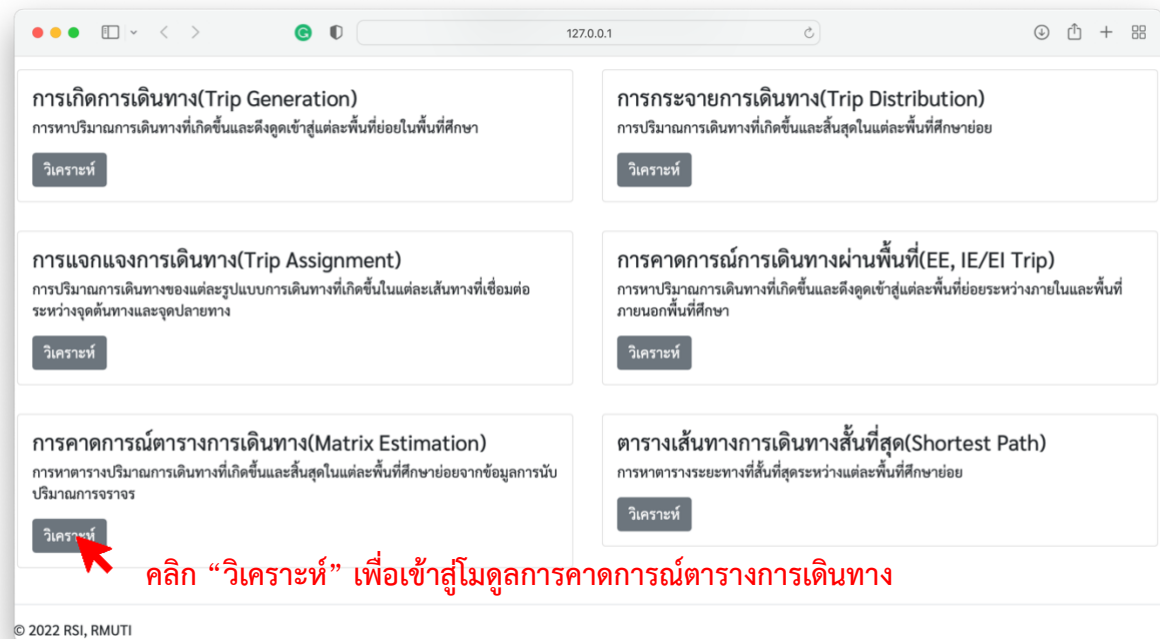 127.0.0.1
การเกิดการเดินทาง(Trip Generation)
การหาปริมาณการเดินทางที่เกิดขึ้นและดึงดูดเข้าสู่แต่ละพื้นที่ย่อยในพื้นที่ศึกษา
วิเคราะห์
การกระจายการเดินทาง(Trip Distribution)
การปริมาณการเดินทางที่เกิดขึ้นและสิ้นสุดในแต่ละพื้นที่ศึกษาย่อย
วิเคราะห์
การแจกแจงการเดินทาง(Trip Assignment)
การปริมาณการเดินทางของแต่ละรูปแบบการเดินทางที่เกิดขึ้นในแต่ละเส้นทางที่เชื่อมต่อ
ระหว่างจุดต้นทางและจุดปลายทาง
วิเคราะห์
การคาดการณ์การเดินทางผ่านพื้นที่(EE, IE/EI Trip)
การหาปริมาณการเดินทางที่เกิดขึ้นและดึงดูดเข้าสู่แต่ละพื้นที่ย่อยระหว่างภายในและพื้นที่
ภายนอกพื้นที่ศึกษา
วิเคราะห์
การคาดการณ์ตารางการเดินทาง(Matrix Estimation)
การหาตารางปริมาณการเดินทางที่เกิดขึ้นและสิ้นสุดในแต่ละพื้นที่ศึกษาย่อยจากข้อมูลการนับ
ปริมาณการจราจร
วิเคราะห์
ตารางเส้นทางการเดินทางสั้นที่สุด(Shortest Path)
การหาตารางระยะทางที่สั้นที่สุดระหว่างแต่ละพื้นที่ศึกษาย่อย
วิเคราะห์
คลิก “วิเคราะห์” เพื่อเข้าสู่โมดูลการคาดการณ์ตารางการเดินทาง
© 2022 RSI, RMUTI